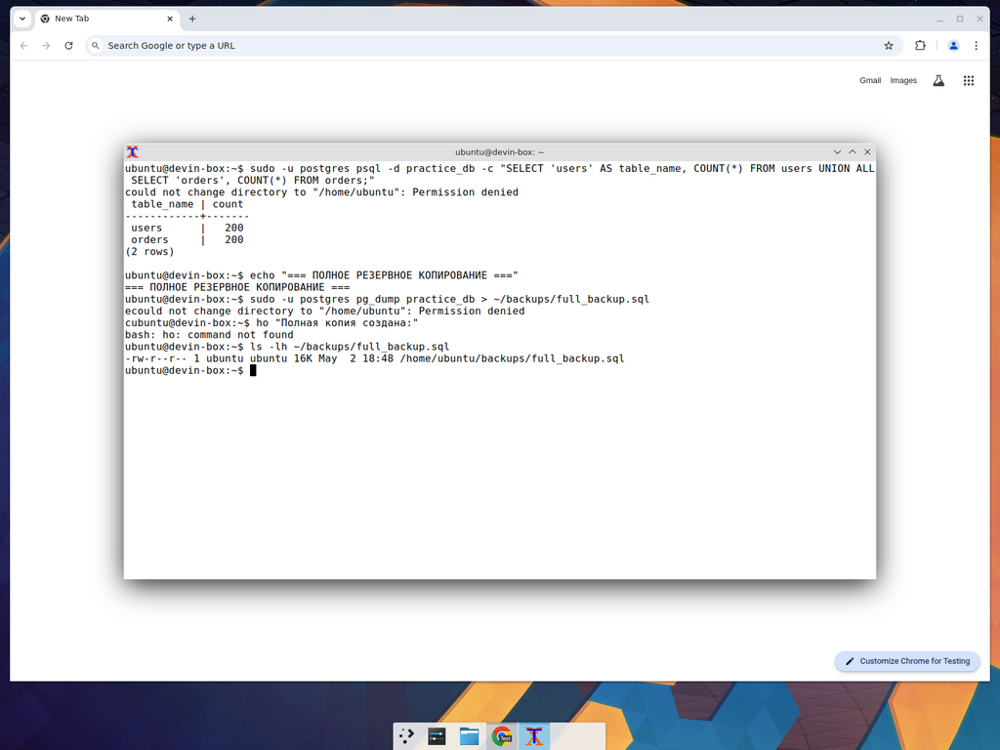 New Tab
Search Google or type a URL
Gmail Images
ubuntu@devin-box: ~
ubuntu@devin-box:~$ sudo -u postgres psql -d practice_db -c "SELECT 'users' AS table_name, COUNT(*) FROM users UNION ALL
SELECT 'orders', COUNT(*) FROM orders;"
could not change directory to "/home/ubuntu": Permission denied
table_name | count
------------+-------
users | 200
orders | 200
(2 rows)
ubuntu@devin-box:~$ echo "=== ПОЛНОЕ РЕЗЕРВНОЕ КОПИРОВАНИЕ ==="
=== ПОЛНОЕ РЕЗЕРВНОЕ КОПИРОВАНИЕ ===
ubuntu@devin-box:~$ sudo -u postgres pg_dump practice_db > ~/backups/full_backup.sql
ecould not change directory to "/home/ubuntu": Permission denied
cubuntu@devin-box:~$ ho "Полная копия создана:"
bash: ho: command not found
ubuntu@devin-box:~$ ls -lh ~/backups/full_backup.sql
-rw-r--r-- 1 ubuntu ubuntu 16K May  2 18:48 /home/ubuntu/backups/full_backup.sql
ubuntu@devin-box:~$
Customize Chrome for Testing
Test